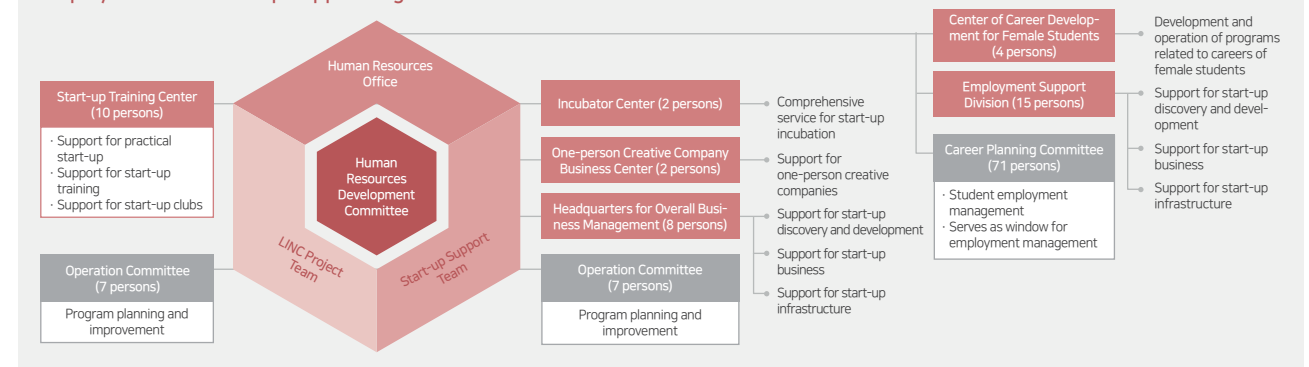 Human Resources
Office
Human
Resources
Development
Committee
LINC Project
Team
Start-up Support
Team
Start-up Training Center
(10 persons)
· Support for practical
start-up
· Support for start-up
training
· Support for start-up clubs
Operation Committee
(7 persons)
Program planning and
improvement
Incubator Center (2 persons)
Comprehensive
service for start-up
incubation
One-person Creative Company
Business Center (2 persons)
Support for
one-person creative
companies
Headquarters for Overall Busi-
ness Management (8 persons)
Support for start-up
discovery and development
Support for start-up
business
Support for start-up
infrastructure
Operation Committee
(7 persons)
Program planning and
improvement
Center of Career Develop-
ment for Female Students
(4 persons)
Development and
operation of programs
related to careers of
female students
Employment Support
Division (15 persons)
Support for start-up
discovery and devel-
opment
Support for start-up
business
Support for start-up
infrastructure
Career Planning Committee
(71 persons)
· Student employment
management
· Serves as window for
employment management